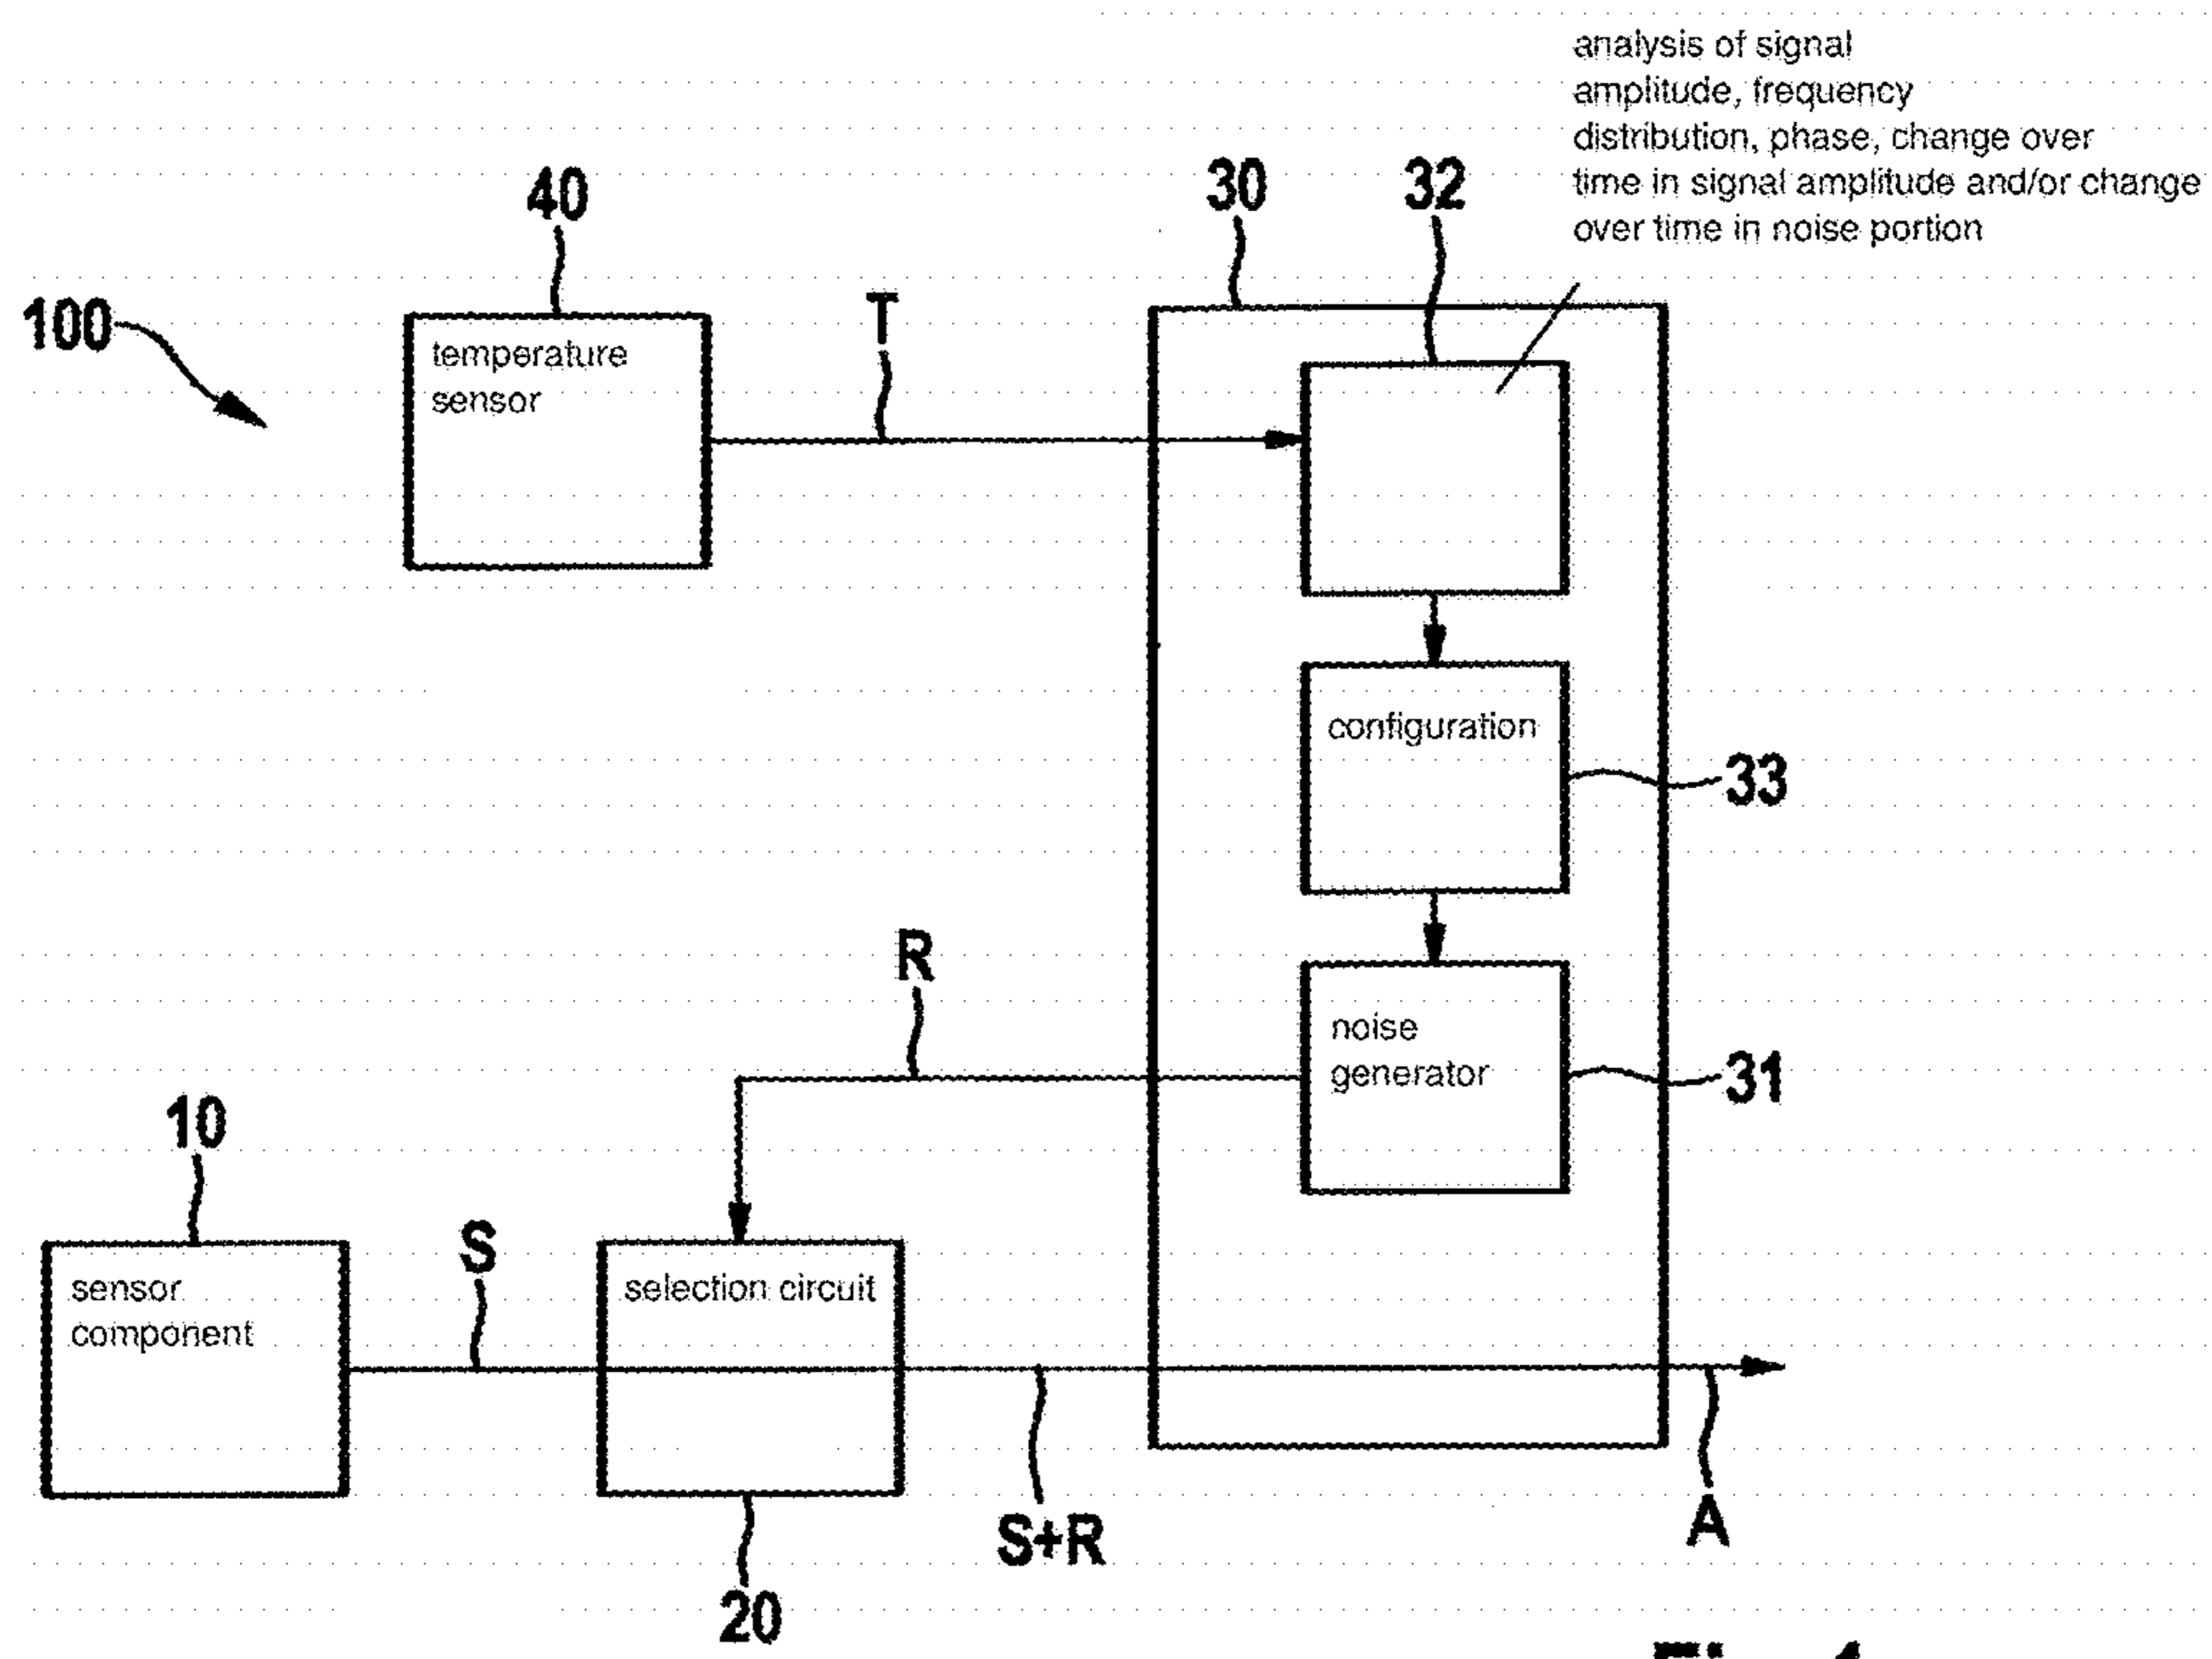 analysis of signal
amplitude, frequency
distribution, phase, change over
time in signal amplitude and/or change
over time in noise portion
40
30
32
100
T
temperature
sensor
configuration
33
R
noise
generator
31
10
S
sensor
component
selection circuit
S+R
A
20